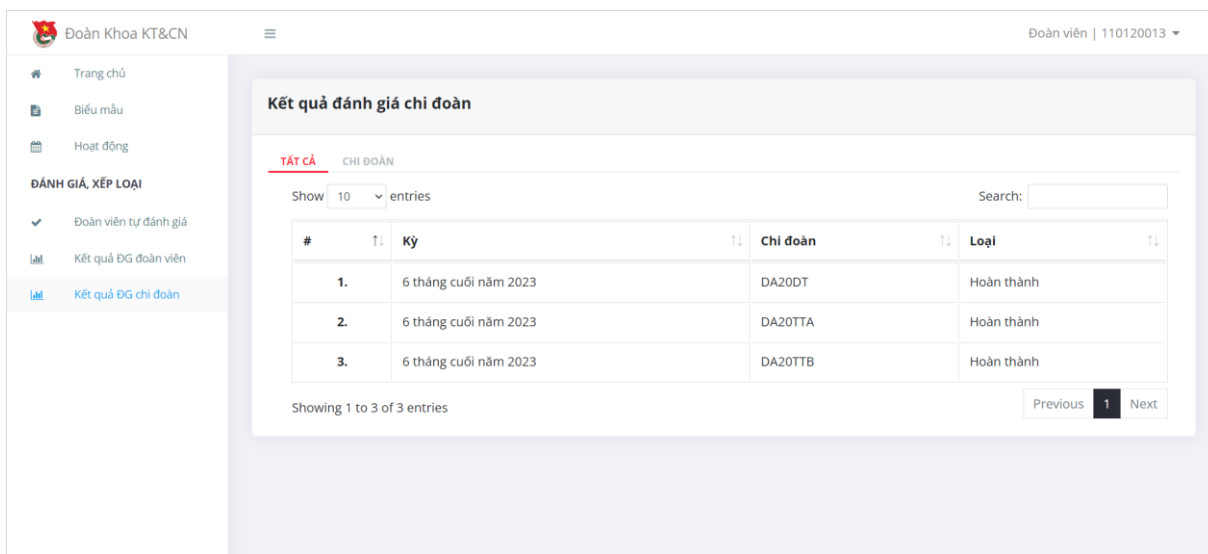 Đoàn Khoa KT&CN
Đoàn viên | 110120013
Trang chủ
Biểu mẫu
Hoạt động
ĐÁNH GIÁ, XẾP LOẠI
Đoàn viên tự đánh giá
Kết quả ĐG đoàn viên
Kết quả ĐG chi đoàn
Kết quả đánh giá chi đoàn
TẤT CẢ CHI ĐOÀN
Show 10 entries Search:
# Kỳ Chi đoàn Loại
1. 6 tháng cuối năm 2023 DA20DT Hoàn thành
2. 6 tháng cuối năm 2023 DA20TTA Hoàn thành
3. 6 tháng cuối năm 2023 DA20TTB Hoàn thành
Showing 1 to 3 of 3 entries Previous 1 Next